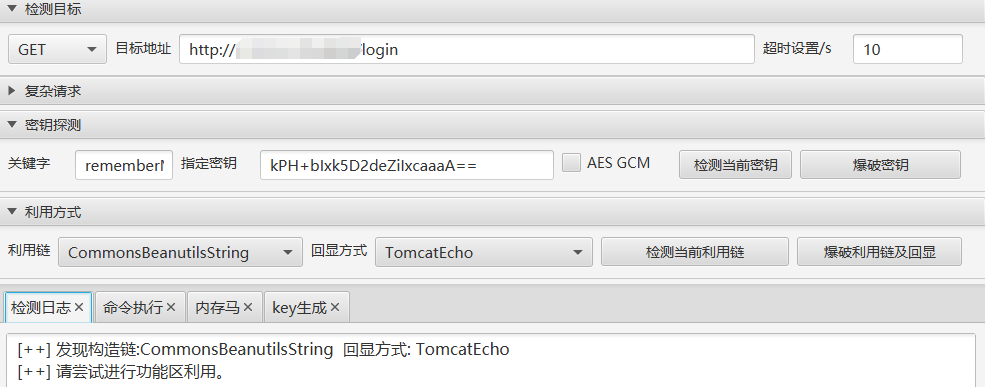 检测目标
GET 目标地址 http:// /login 超时设置/s 10
复杂请求
密钥探测
关键字 remember 指定密钥 kPH+bIxk5D2deZiIxcaaaA== AES GCM 检测当前密钥 爆破密钥
利用方式
利用链 CommonsBeanutilsString 回显方式 TomcatEcho 检测当前利用链 爆破利用链及回显
检测日志× 命令执行× 内存马× key生成×
[++] 发现构造链:CommonsBeanutilsString 回显方式: TomcatEcho
[++] 请尝试进行功能区利用。